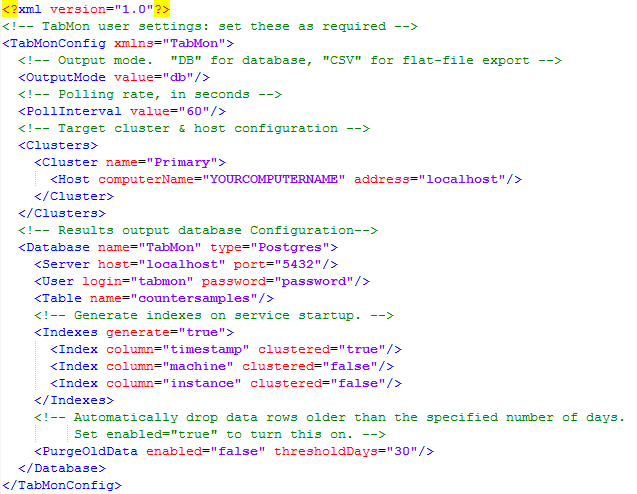 <?xml version="1.0"?>
<!-- TabMon user settings: set these as required -->
<TabMonConfig xmlns="TabMon">
<!-- Output mode.  "DB" for database, "CSV" for flat-file export -->
<OutputMode value="db"/>
<!-- Polling rate, in seconds -->
<PollInterval value="60"/>
<!-- Target cluster & host configuration -->
<Clusters>
<Cluster name="Primary">
<Host computerName="YOURCOMPUTERNAME" address="localhost"/>
</Cluster>
</Clusters>
<!-- Results output database Configuration-->
<Database name="TabMon" type="Postgres">
<Server host="localhost" port="5432"/>
<User login="tabmon" password="password"/>
<Table name="countersamples"/>
<!-- Generate indexes on service startup. -->
<Indexes generate="true">
<Index column="timestamp" clustered="true"/>
<Index column="machine" clustered="false"/>
<Index column="instance" clustered="false"/>
</Indexes>
<!-- Automatically drop data rows older than the specified number of days.
Set enabled="true" to turn this on. -->
<PurgeOldData enabled="false" thresholdDays="30"/>
</Database>
</TabMonConfig>